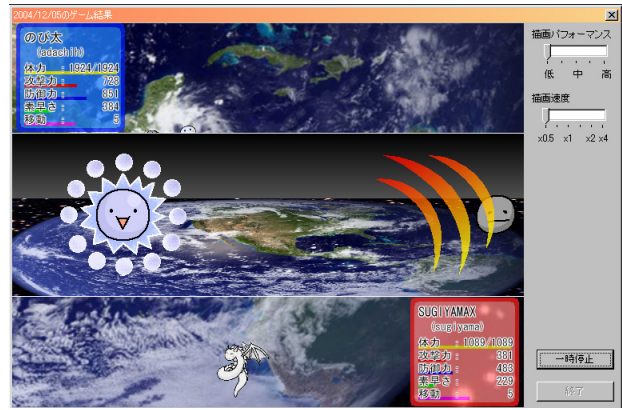 2004/12/05のゲーム結果
のび太
(adachih)
体力 : 1924/1924
攻撃力 : 728
防御力 : 851
素早さ : 384
移動 : 5
描画パフォーマンス
低 中 高
描画速度
x0.5 x1 x2 x4
SUGIYAMAX
(sugiyama)
体力 : 1089/1089
攻撃力 : 381
防御力 : 483
素早さ : 229
移動 : 5
一時停止
終了